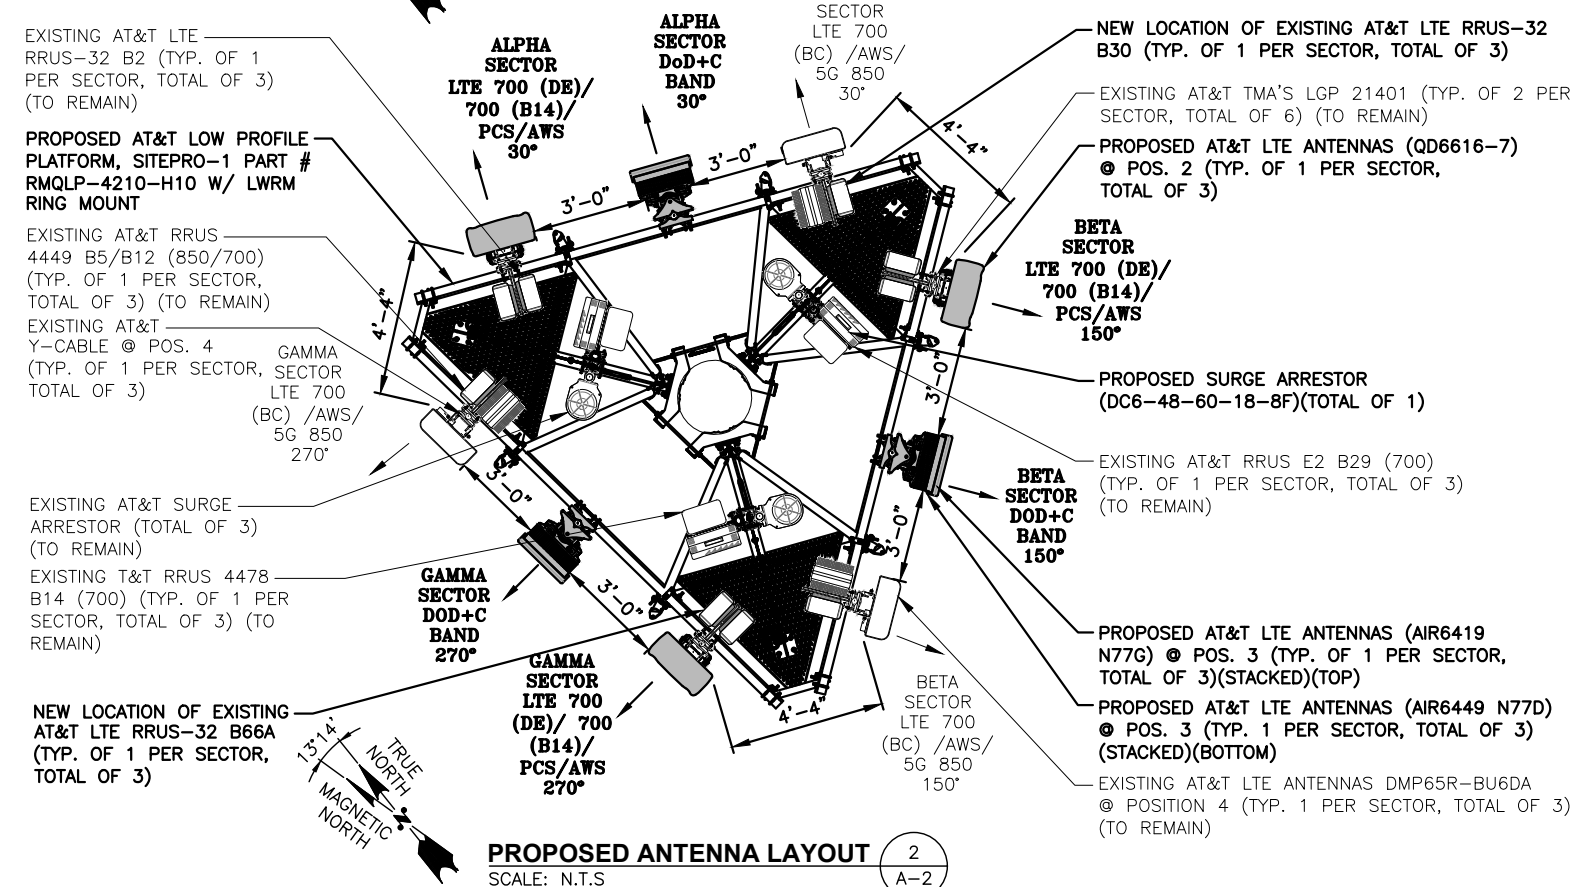 EXISTING AT&T LTE
RRUS-32 B2 (TYP. OF 1
PER SECTOR, TOTAL OF 3)
(TO REMAIN)
PROPOSED AT&T LOW PROFILE
PLATFORM, SITEPRO-1 PART #
RMQLP-4210-H10 W/ LWRM
RING MOUNT
EXISTING AT&T RRUS
4449 B5/B12 (850/700)
(TYP. OF 1 PER SECTOR,
TOTAL OF 3) (TO REMAIN)
EXISTING AT&T
Y-CABLE @ POS. 4
(TYP. OF 1 PER SECTOR,
TOTAL OF 3)
GAMMA
SECTOR
LTE 700
(BC) /AWS/
5G 850
270°
EXISTING AT&T SURGE
ARRESTOR (TOTAL OF 3)
(TO REMAIN)
EXISTING T&T RRUS 4478
B14 (700) (TYP. OF 1 PER
SECTOR, TOTAL OF 3) (TO
REMAIN)
NEW LOCATION OF EXISTING
AT&T LTE RRUS-32 B66A
(TYP. OF 1 PER SECTOR,
TOTAL OF 3)
13°14'
TRUE
NORTH
MAGNETIC
NORTH
N
ALPHA
SECTOR
LTE 700 (DE)/
700 (B14)/
PCS/AWS
30°
ALPHA
SECTOR
DoD+C
BAND
30°
SECTOR
LTE 700
(BC) /AWS/
5G 850
30°
3'-0"
3'-0"
4'-4"
4'-4"
3'-0"
3'-0"
3'-0"
3'-0"
4'-4"
GAMMA
SECTOR
DOD+C
BAND
270°
GAMMA
SECTOR
LTE 700
(DE)/ 700
(B14)/
PCS/AWS
270°
BETA
SECTOR
LTE 700 (DE)/
700 (B14)/
PCS/AWS
150°
BETA
SECTOR
DOD+C
BAND
150°
BETA
SECTOR
LTE 700
(BC) /AWS/
5G 850
150°
NEW LOCATION OF EXISTING AT&T LTE RRUS-32
B30 (TYP. OF 1 PER SECTOR, TOTAL OF 3)
EXISTING AT&T TMA'S LGP 21401 (TYP. OF 2 PER
SECTOR, TOTAL OF 6) (TO REMAIN)
PROPOSED AT&T LTE ANTENNAS (QD6616-7)
@ POS. 2 (TYP. OF 1 PER SECTOR,
TOTAL OF 3)
PROPOSED SURGE ARRESTOR
(DC6-48-60-18-8F)(TOTAL OF 1)
EXISTING AT&T RRUS E2 B29 (700)
(TYP. OF 1 PER SECTOR, TOTAL OF 3)
(TO REMAIN)
PROPOSED AT&T LTE ANTENNAS (AIR6419
N77G) @ POS. 3 (TYP. OF 1 PER SECTOR,
TOTAL OF 3)(STACKED)(TOP)
PROPOSED AT&T LTE ANTENNAS (AIR6449 N77D)
@ POS. 3 (TYP. 1 PER SECTOR, TOTAL OF 3)
(STACKED)(BOTTOM)
EXISTING AT&T LTE ANTENNAS DMP65R-BU6DA
@ POSITION 4 (TYP. 1 PER SECTOR, TOTAL OF 3)
(TO REMAIN)
PROPOSED ANTENNA LAYOUT
SCALE: N.T.S
2
A-2